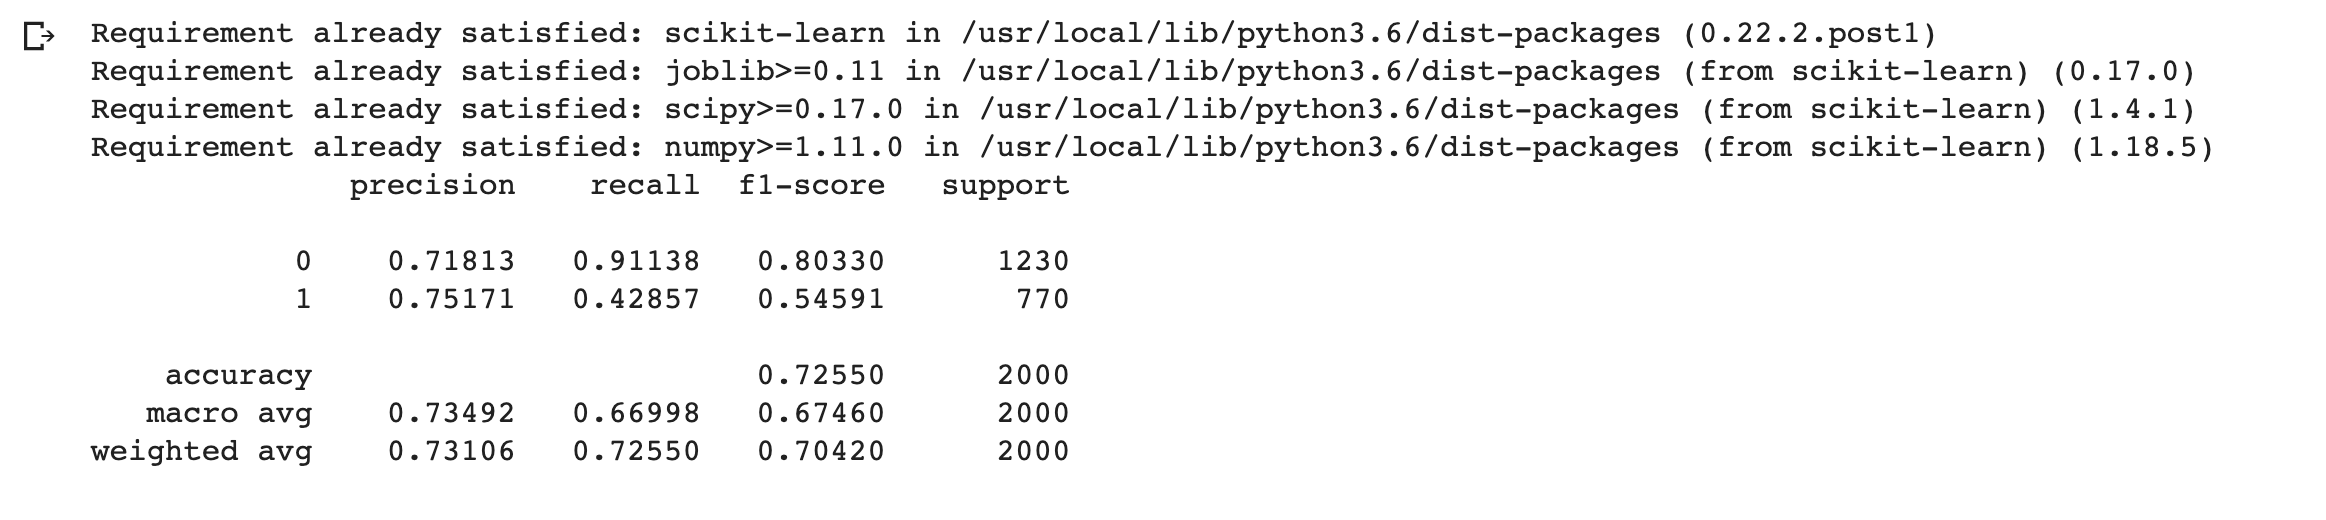 Requirement already satisfied: scikit-learn in /usr/local/lib/python3.6/dist-packages (0.22.2.post1)
Requirement already satisfied: joblib>=0.11 in /usr/local/lib/python3.6/dist-packages (from scikit-learn) (0.17.0)
Requirement already satisfied: scipy>=0.17.0 in /usr/local/lib/python3.6/dist-packages (from scikit-learn) (1.4.1)
Requirement already satisfied: numpy>=1.11.0 in /usr/local/lib/python3.6/dist-packages (from scikit-learn) (1.18.5)
precision recall f1-score support
0 0.71813 0.91138 0.80330 1230
1 0.75171 0.42857 0.54591 770
accuracy 0.72550 2000
macro avg 0.73492 0.66998 0.67460 2000
weighted avg 0.73106 0.72550 0.70420 2000